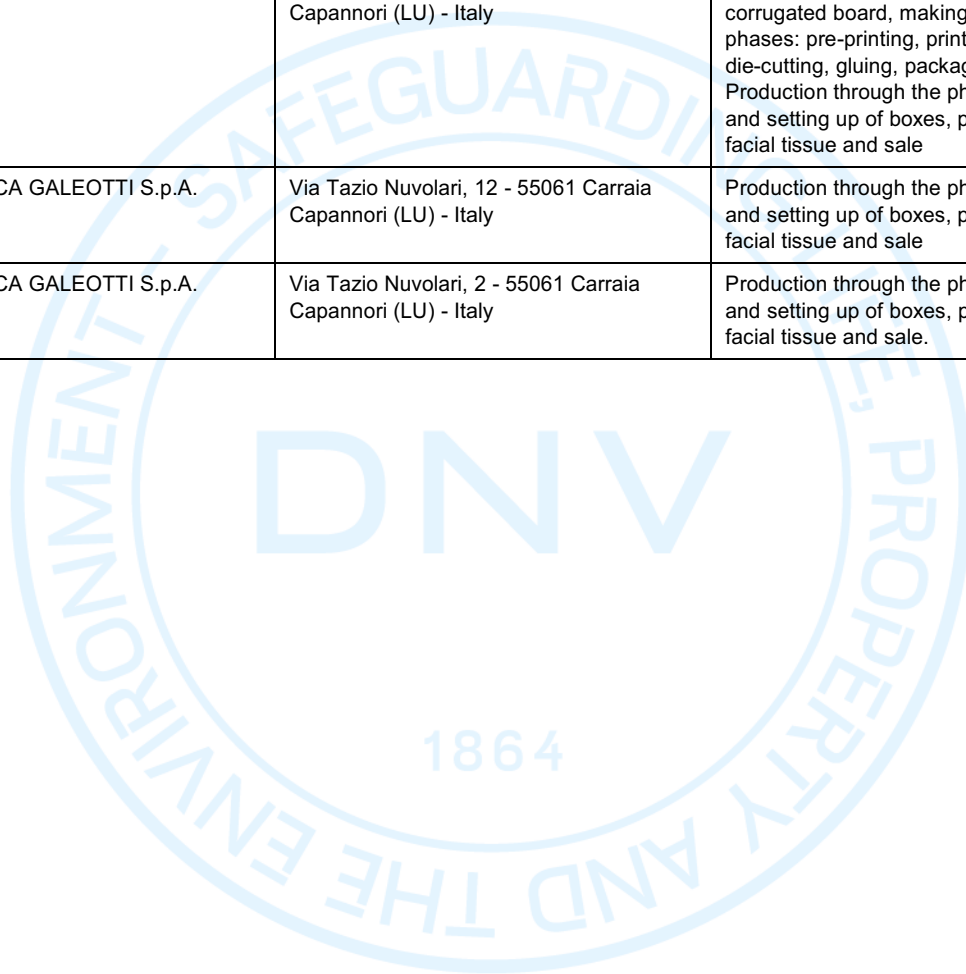 Capannori (LU) - Italy
corrugated board, making
phases: pre-printing, print
die-cutting, gluing, packag
Production through the ph
and setting up of boxes, p
facial tissue and sale
CA GALEOTTI S.p.A.
Via Tazio Nuvolari, 12 - 55061 Carraia
Capannori (LU) - Italy
Production through the ph
and setting up of boxes, p
facial tissue and sale
CA GALEOTTI S.p.A.
Via Tazio Nuvolari, 2 - 55061 Carraia
Capannori (LU) - Italy
Production through the ph
and setting up of boxes, p
facial tissue and sale.
SAFEGUARDING LIFE, PROPERTY AND THE ENVIRONMENT –
DNV
1864